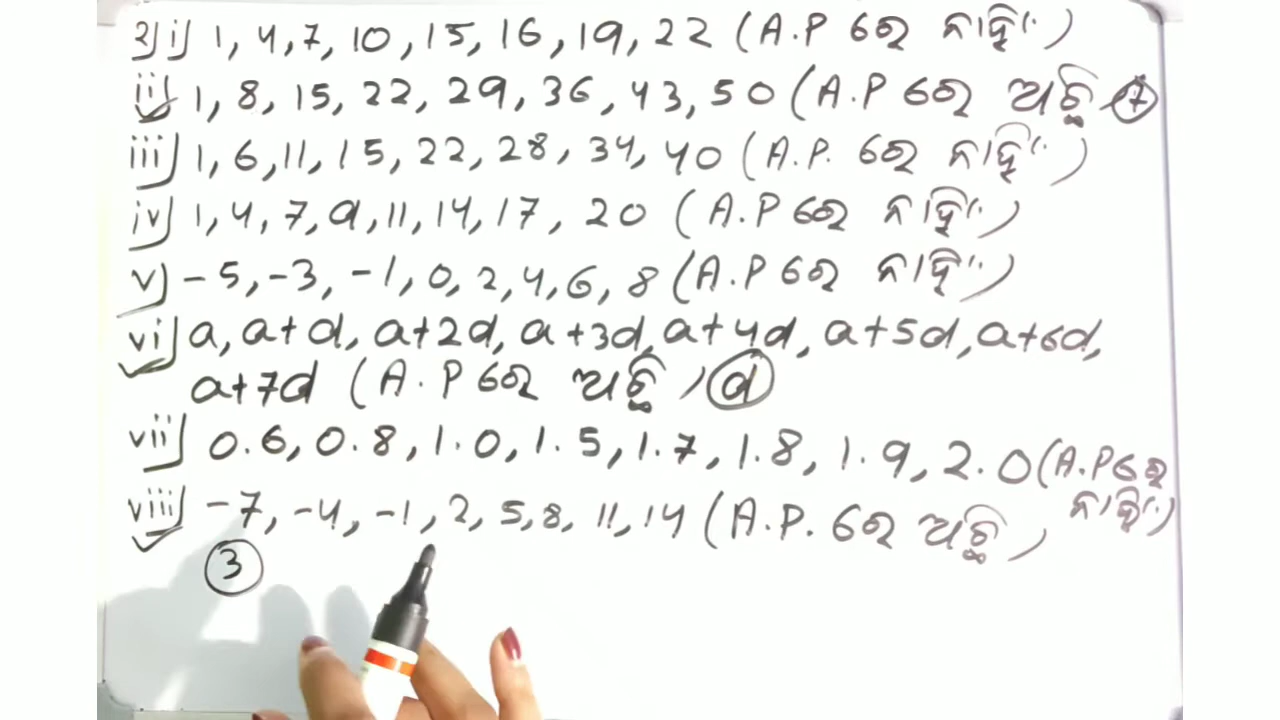 2) i) 1, 4, 7, 10, 15, 16, 19, 22 (A.P ରେ ନାହିଁ)
ii) 1, 8, 15, 22, 29, 36, 43, 50 (A.P ରେ ଅଛି, 7)
iii) 1, 6, 11, 15, 22, 28, 34, 40 (A.P. ରେ ନାହିଁ)
iv) 1, 4, 7, 9, 11, 14, 17, 20 (A.P ରେ ନାହିଁ)
v) -5, -3, -1, 0, 2, 4, 6, 8 (A.P ରେ ନାହିଁ)
vi) a, a+d, a+2d, a+3d, a+4d, a+5d, a+6d,
a+7d (A.P ରେ ଅଛି, d)
vii) 0.6, 0.8, 1.0, 1.5, 1.7, 1.8, 1.9, 2.0 (A.P ରେ
ନାହିଁ)
viii) -7, -4, -1, 2, 5, 8, 11, 14 (A.P. ରେ ଅଛି)
3